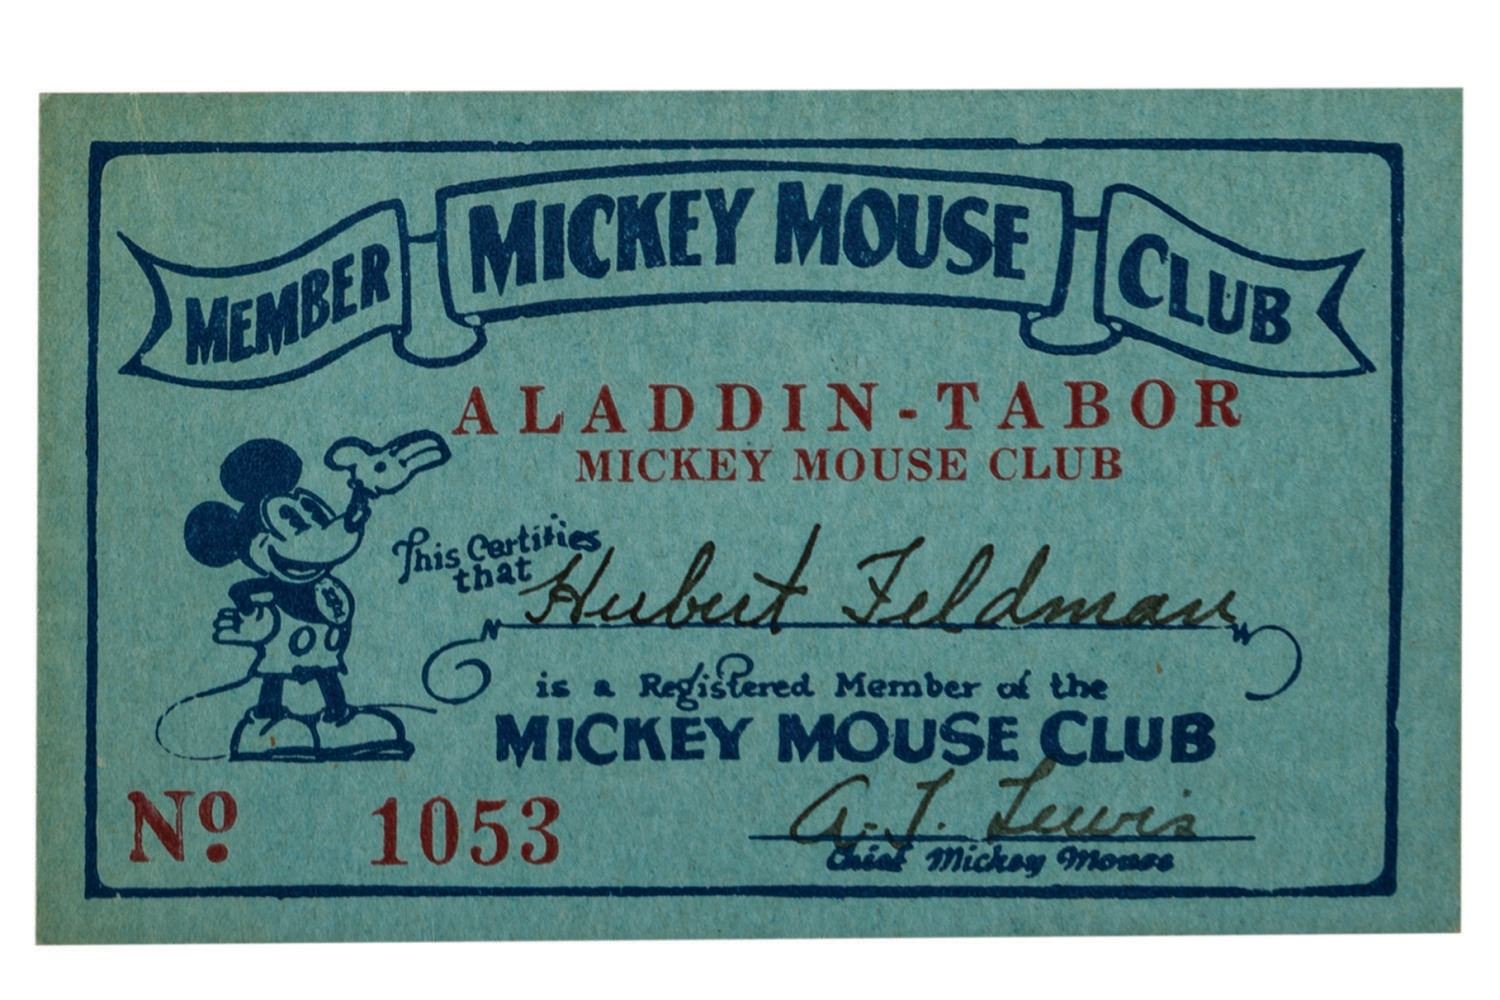 MEMBER MICKEY MOUSE CLUB
ALADDIN-TABOR
MICKEY MOUSE CLUB
This Certifies
that Hubert Feldman
is a Registered Member of the
MICKEY MOUSE CLUB
A. J. Lewis
Nº 1053
Chief Mickey Mouse